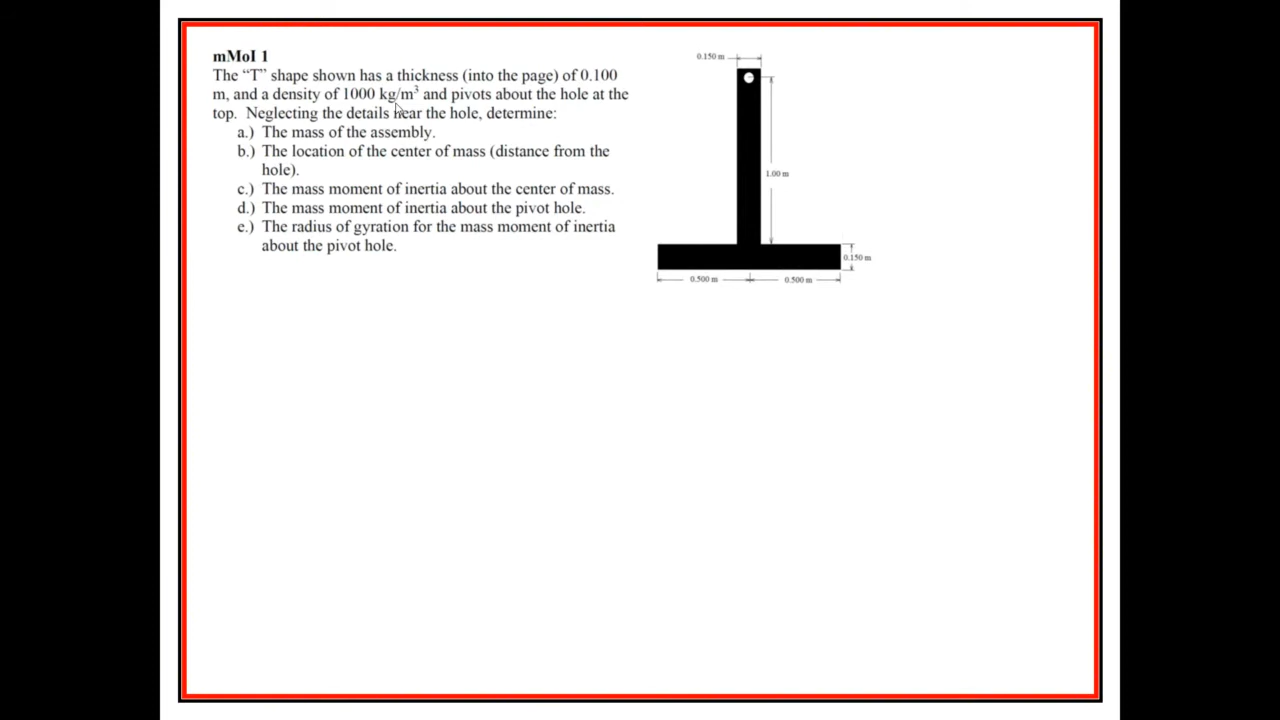 mMoI 1
The “T” shape shown has a thickness (into the page) of 0.100
m, and a density of 1000 kg/m³ and pivots about the hole at the
top. Neglecting the details near the hole, determine:
a.) The mass of the assembly.
b.) The location of the center of mass (distance from the
hole).
c.) The mass moment of inertia about the center of mass.
d.) The mass moment of inertia about the pivot hole.
e.) The radius of gyration for the mass moment of inertia
about the pivot hole.
0.150 m
1.00 m
0.150 m
0.500 m
0.500 m